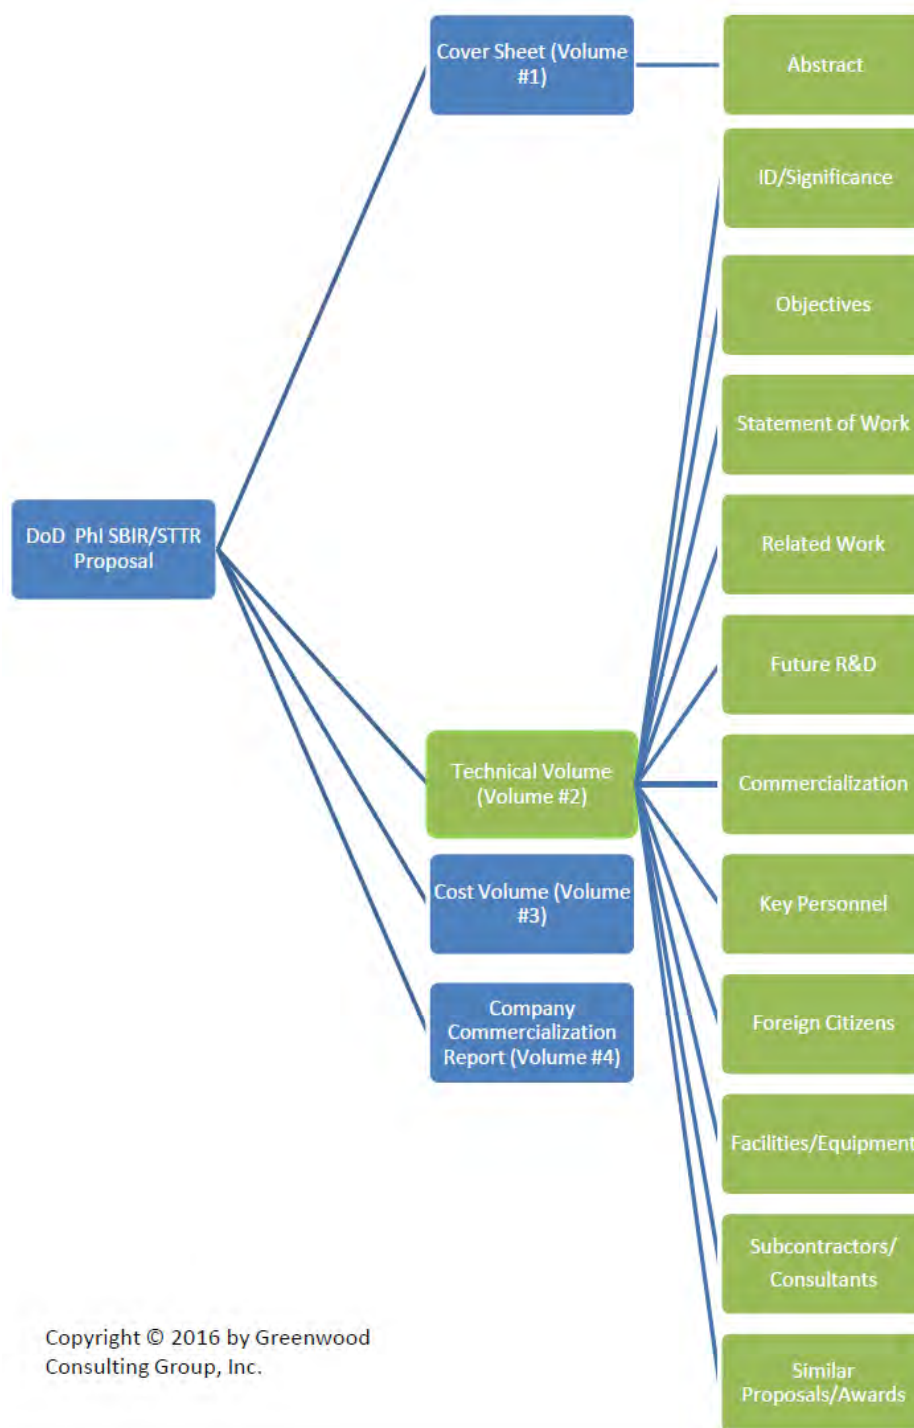 Cover Sheet (Volume
#1)
Abstract
ID/Significance
Objectives
Statement of Work
Related Work
DoD PhI SBIR/STTR
Proposal
Future R&D
Technical Volume
(Volume #2)
Commercialization
Cost Volume (Volume
#3)
Key Personnel
Company
Commercialization
Report (Volume #4)
Foreign Citizens
Facilities/Equipment
Subcontractors/
Consultants
Similar
Proposals/Awards
Copyright © 2016 by Greenwood
Consulting Group, Inc.